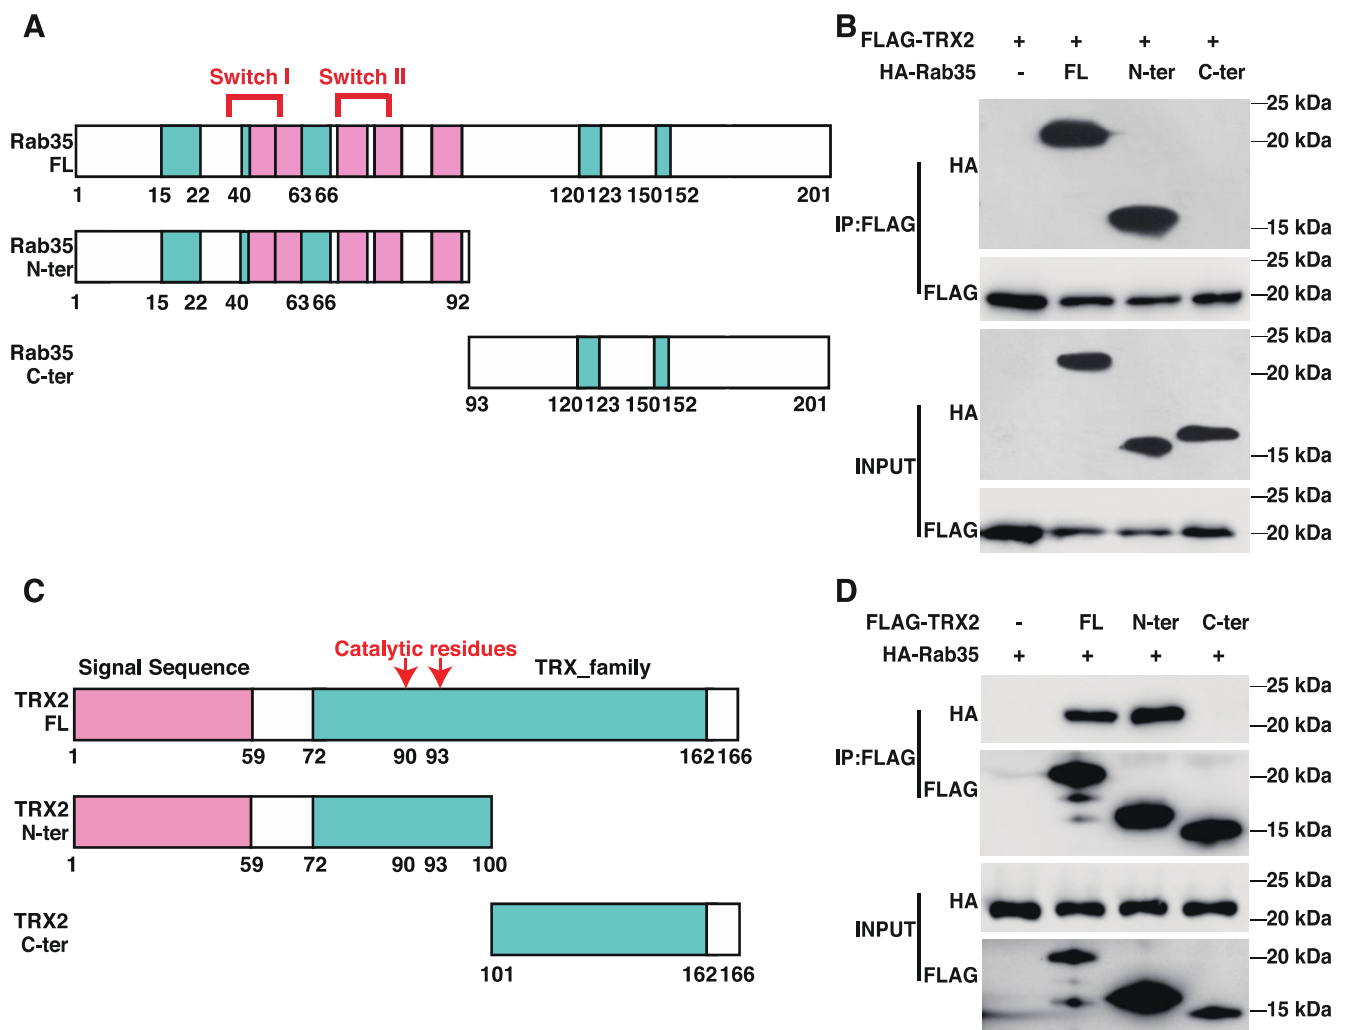 A
Switch I Switch II
Rab35
FL
1 15 22 40 63 66 120 123 150 152 201
Rab35
N-ter
1 15 22 40 63 66 92
Rab35
C-ter
93 120 123 150 152 201
B
FLAG-TRX2 + + + +
HA-Rab35 - FL N-ter C-ter
25 kDa
20 kDa
HA
IP:FLAG
15 kDa
25 kDa
FLAG
20 kDa
25 kDa
20 kDa
HA
15 kDa
INPUT
25 kDa
FLAG
20 kDa
C
Signal Sequence Catalytic residues TRX_family
TRX2
FL
1 59 72 90 93 162 166
TRX2
N-ter
1 59 72 90 93 100
TRX2
C-ter
101 162 166
D
FLAG-TRX2 - FL N-ter C-ter
HA-Rab35 + + + +
25 kDa
HA
20 kDa
IP:FLAG
20 kDa
FLAG
15 kDa
25 kDa
HA
20 kDa
INPUT
20 kDa
FLAG
15 kDa